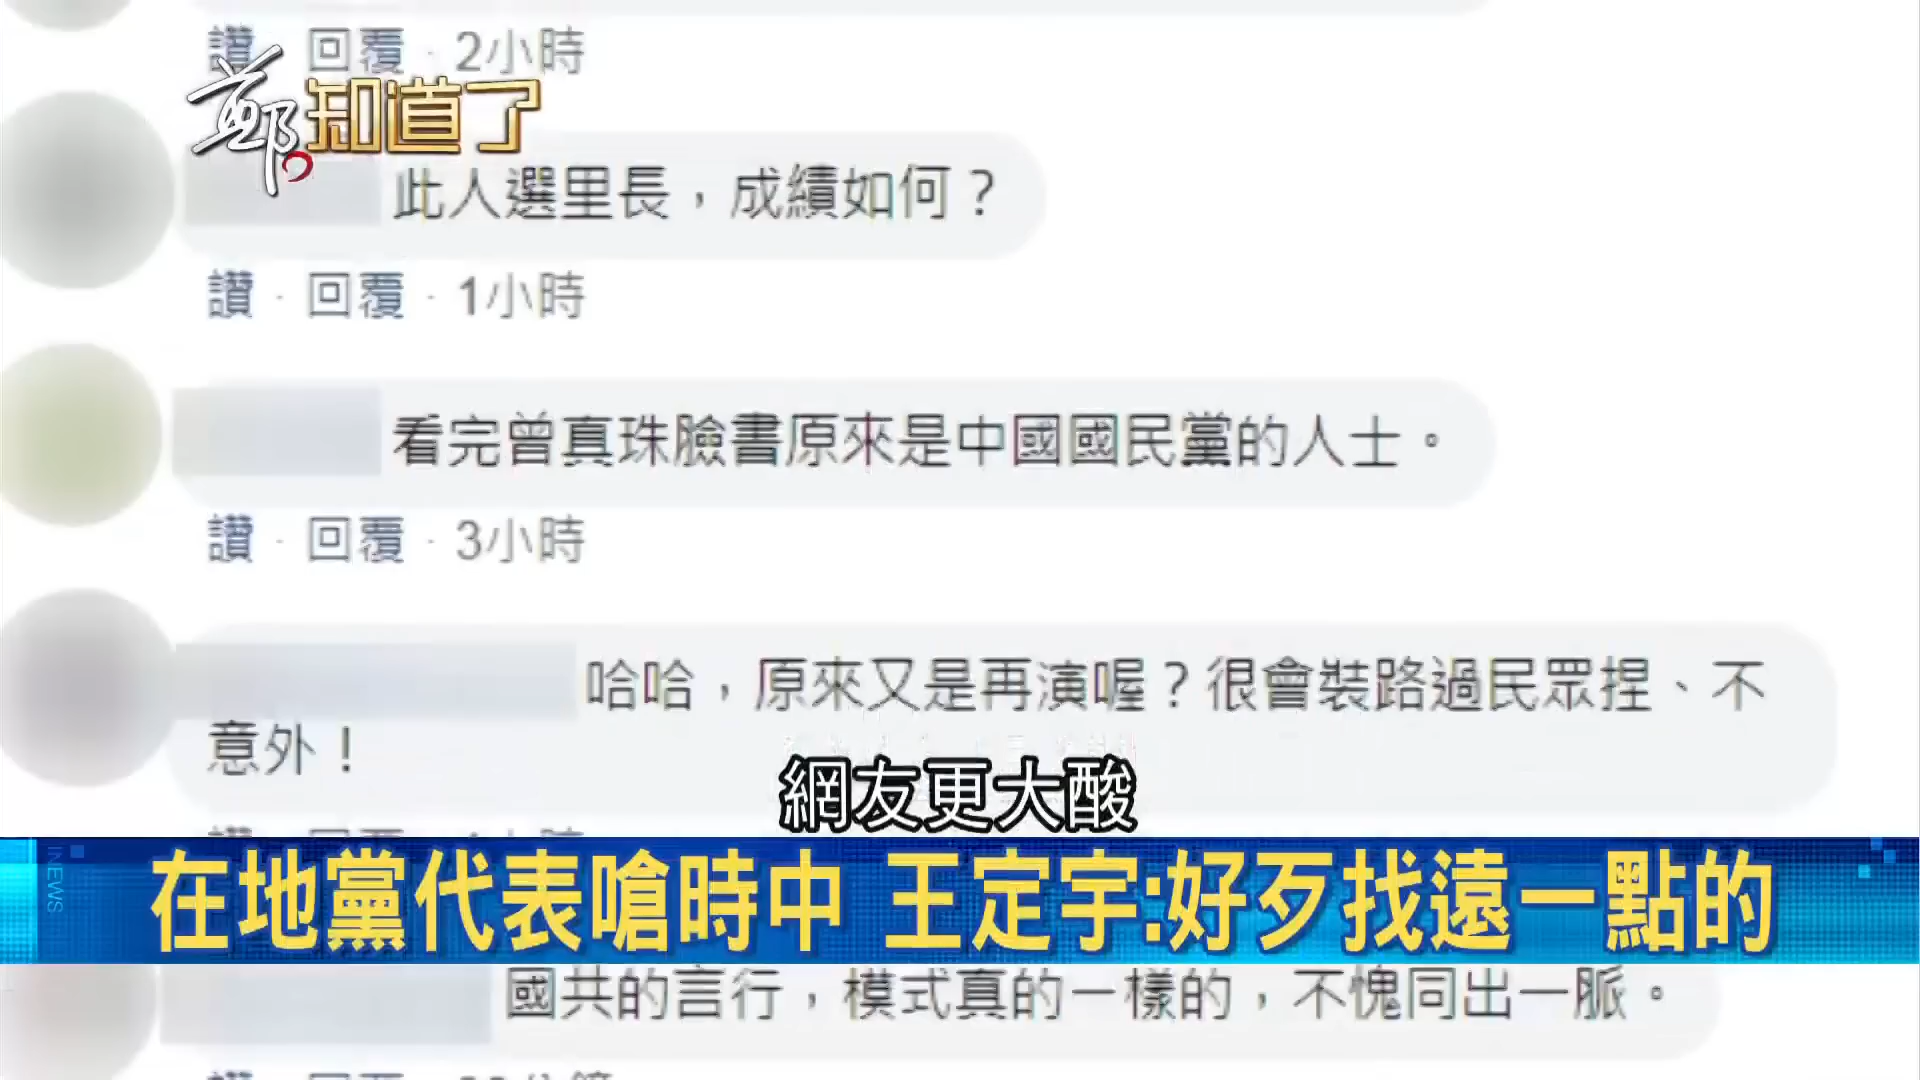 讚 · 回覆 · 2小時
鄭知道了
此人選里長，成績如何？
讚 · 回覆 · 1小時
看完曾真珠臉書原來是中國國民黨的人士。
讚 · 回覆 · 3小時
哈哈，原來又是再演喔？很會裝路過民眾捏、不
意外！
網友更大酸
INEWS
在地黨代表嗆時中 王定宇:好歹找遠一點的
國共的言行，模式真的一樣的，不愧同出一脈。